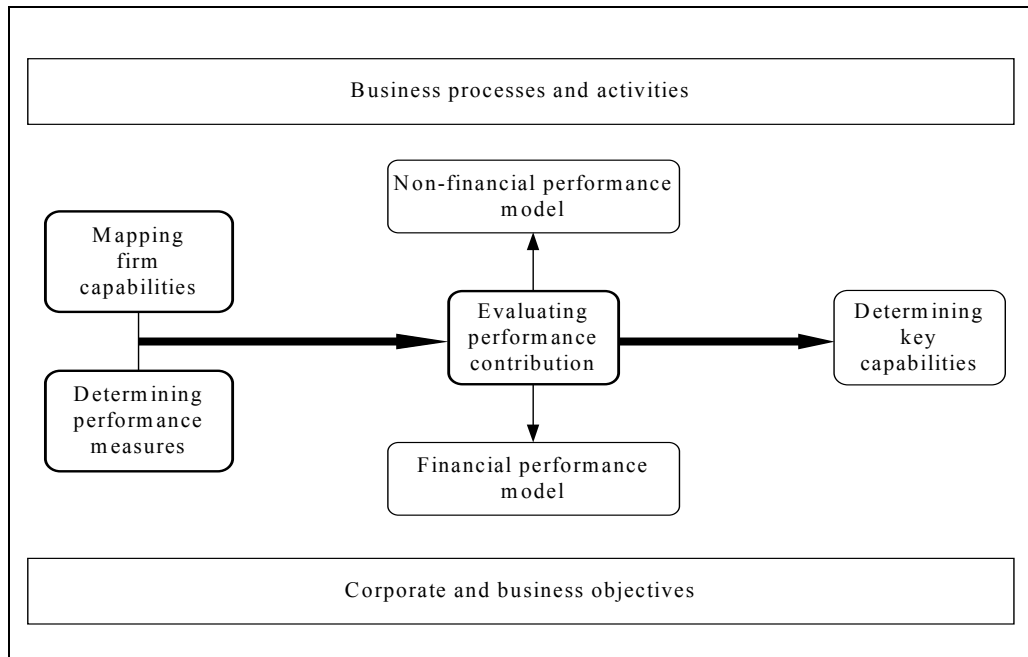 Business processes and activities
Non-financial performance
model
Mapping
firm
capabilities
Evaluating
performance
contribution
Determining
key
capabilities
Determining
performance
measures
Financial performance
model
Corporate and business objectives